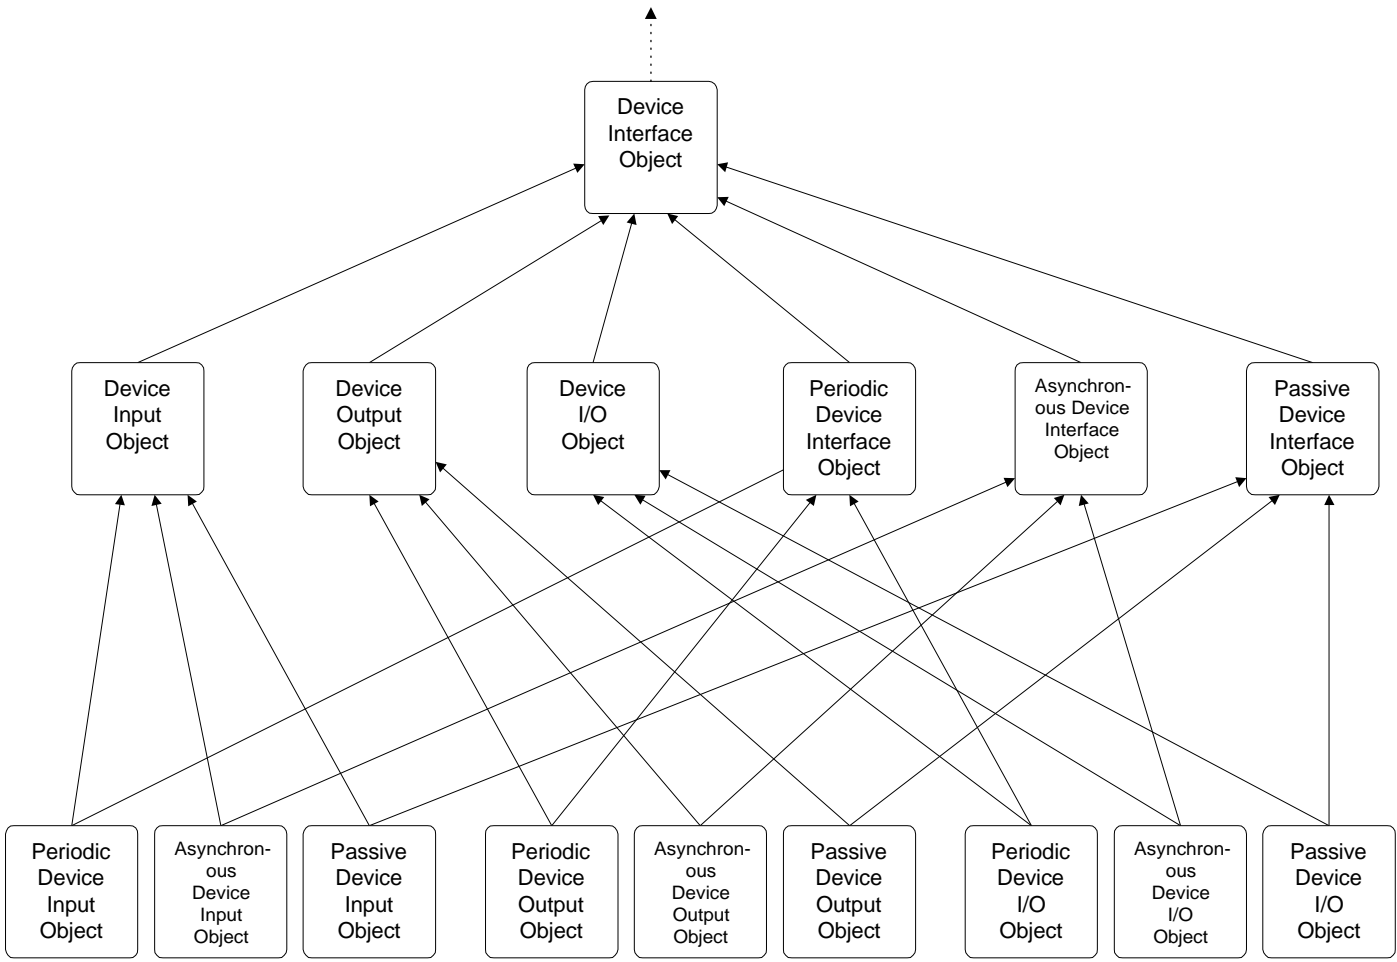 Device
Interface
Object
Device
Input
Object
Device
Output
Object
Device
I/O
Object
Periodic
Device
Interface
Object
Asynchron-
ous Device
Interface
Object
Passive
Device
Interface
Object
Periodic
Device
Input
Object
Asynchron-
ous
Device
Input
Object
Passive
Device
Input
Object
Periodic
Device
Output
Object
Asynchron-
ous
Device
Output
Object
Passive
Device
Output
Object
Periodic
Device
I/O
Object
Asynchron-
ous
Device
I/O
Object
Passive
Device
I/O
Object